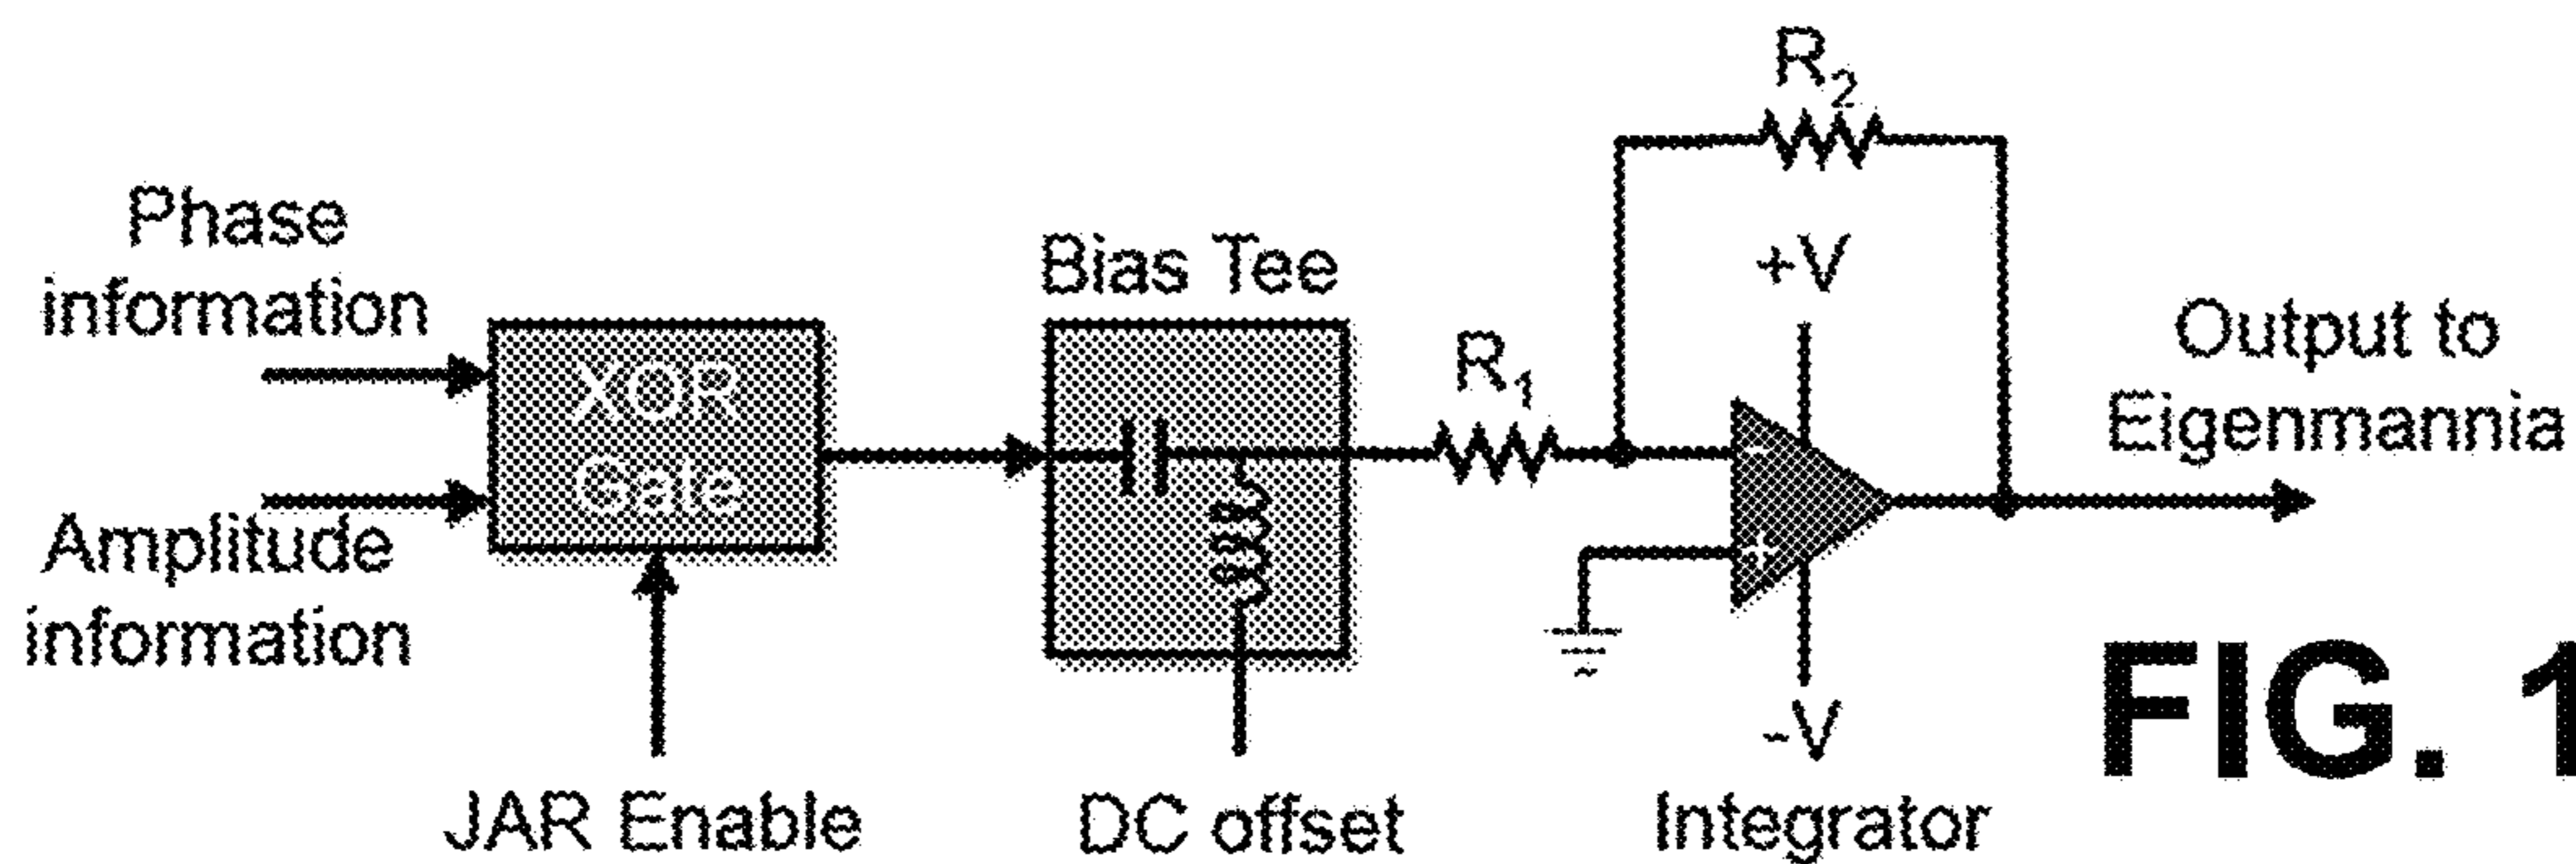 Phase
information
Amplitude
information
XOR
Gate
JAR Enable
Bias Tee
DC offset
R1
R2
+V
-
+
-V
Integrator
Output to
Eigenmannia
FIG. 1